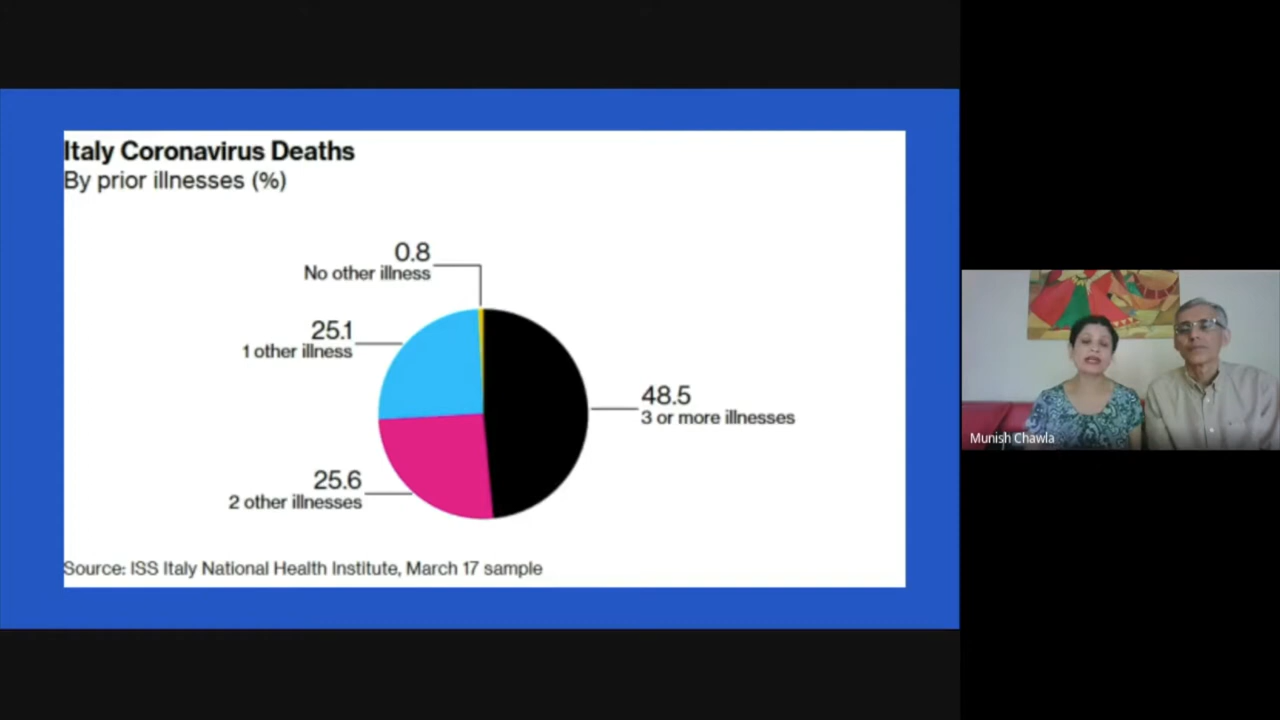 Italy Coronavirus Deaths
By prior illnesses (%)
0.8
No other illness
25.1
1 other illness
48.5
3 or more illnesses
25.6
2 other illnesses
Source: ISS Italy National Health Institute, March 17 sample
Munish Chawla